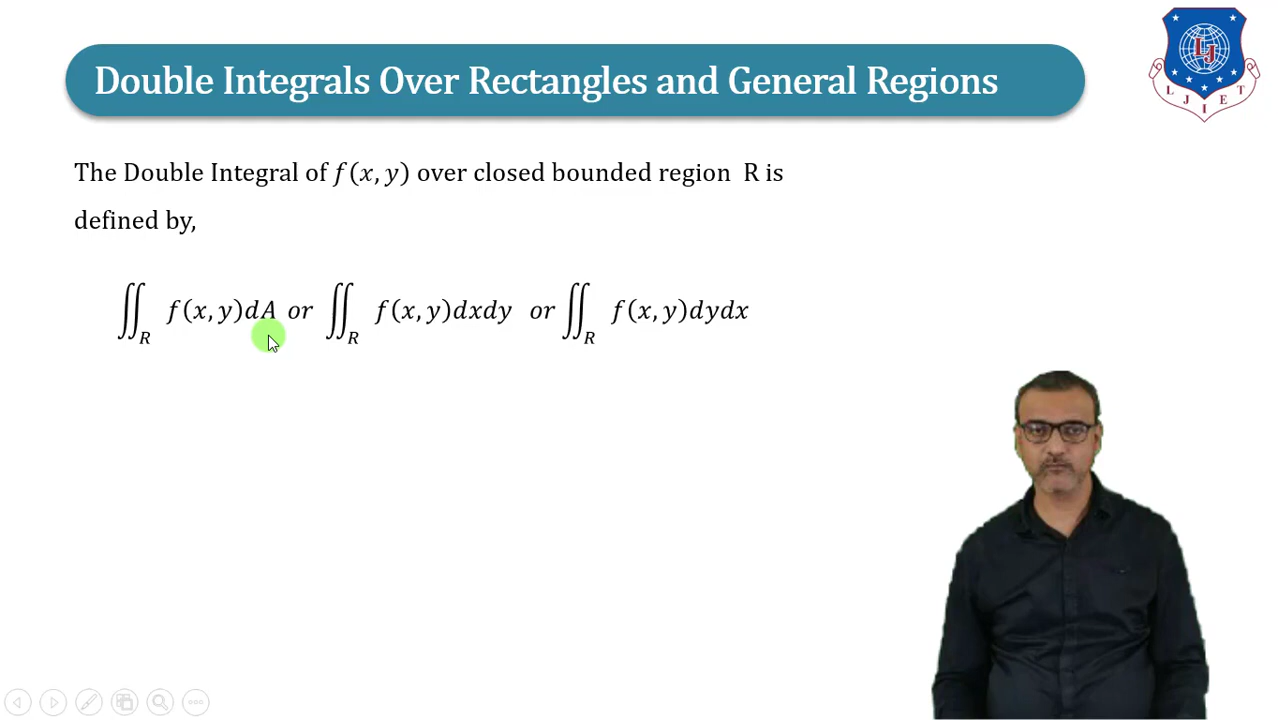 Double Integrals Over Rectangles and General Regions
L J I E T
LJ
The Double Integral of f(x, y) over closed bounded region R is
defined by,
∬_R f(x, y)dA or ∬_R f(x, y)dxdy or ∬_R f(x, y)dydx